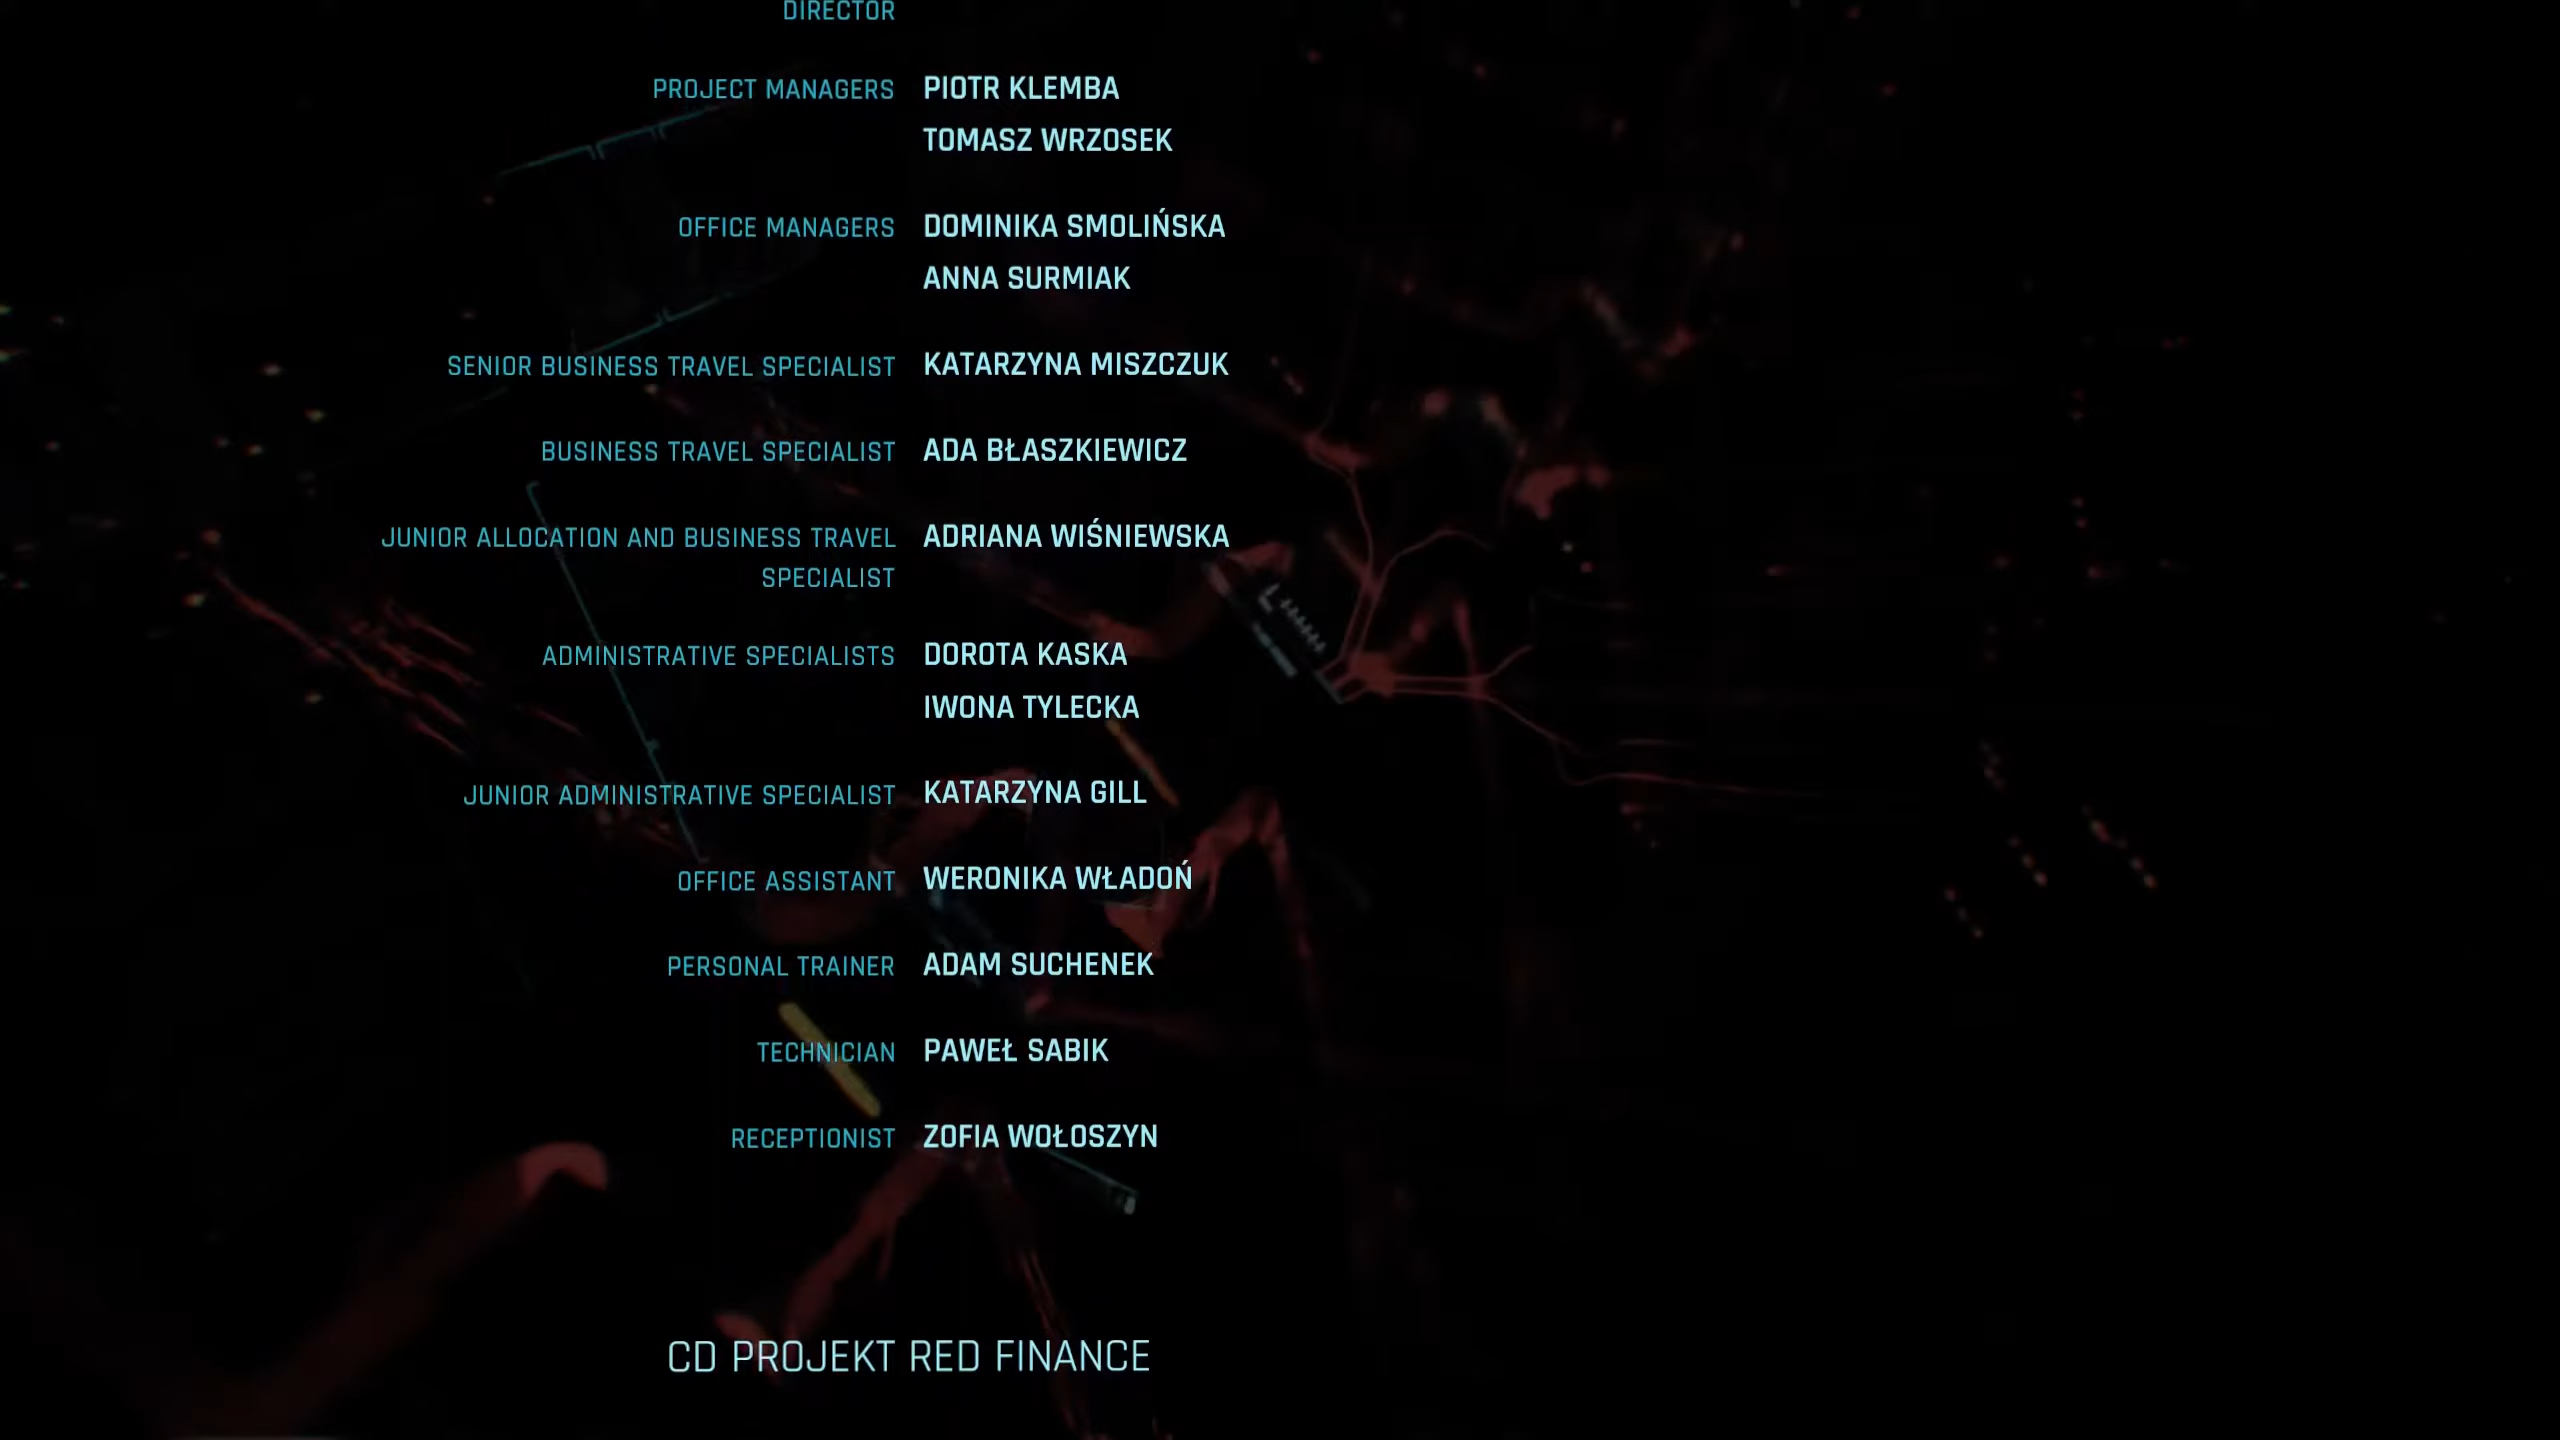 DIRECTOR
PROJECT MANAGERS PIOTR KLEMBA
TOMASZ WRZOSEK
OFFICE MANAGERS DOMINIKA SMOLIŃSKA
ANNA SURMIAK
SENIOR BUSINESS TRAVEL SPECIALIST KATARZYNA MISZCZUK
BUSINESS TRAVEL SPECIALIST ADA BŁASZKIEWICZ
JUNIOR ALLOCATION AND BUSINESS TRAVEL ADRIANA WIŚNIEWSKA
SPECIALIST
ADMINISTRATIVE SPECIALISTS DOROTA KASKA
IWONA TYLECKA
JUNIOR ADMINISTRATIVE SPECIALIST KATARZYNA GILL
OFFICE ASSISTANT WERONIKA WŁADOŃ
PERSONAL TRAINER ADAM SUCHENEK
TECHNICIAN PAWEŁ SABIK
RECEPTIONIST ZOFIA WOŁOSZYN
CD PROJEKT RED FINANCE